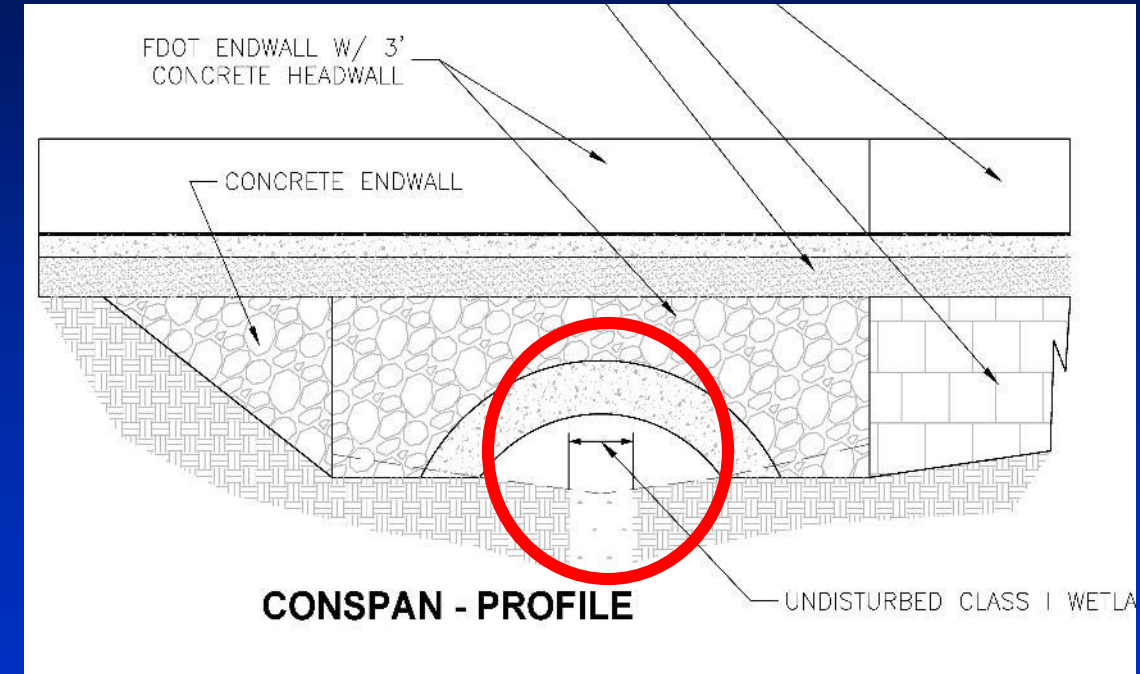 FDOT ENDWALL W/ 3'
CONCRETE HEADWALL
CONCRETE ENDWALL
CONSPAN - PROFILE
UNDISTURBED CLASS I WETLA